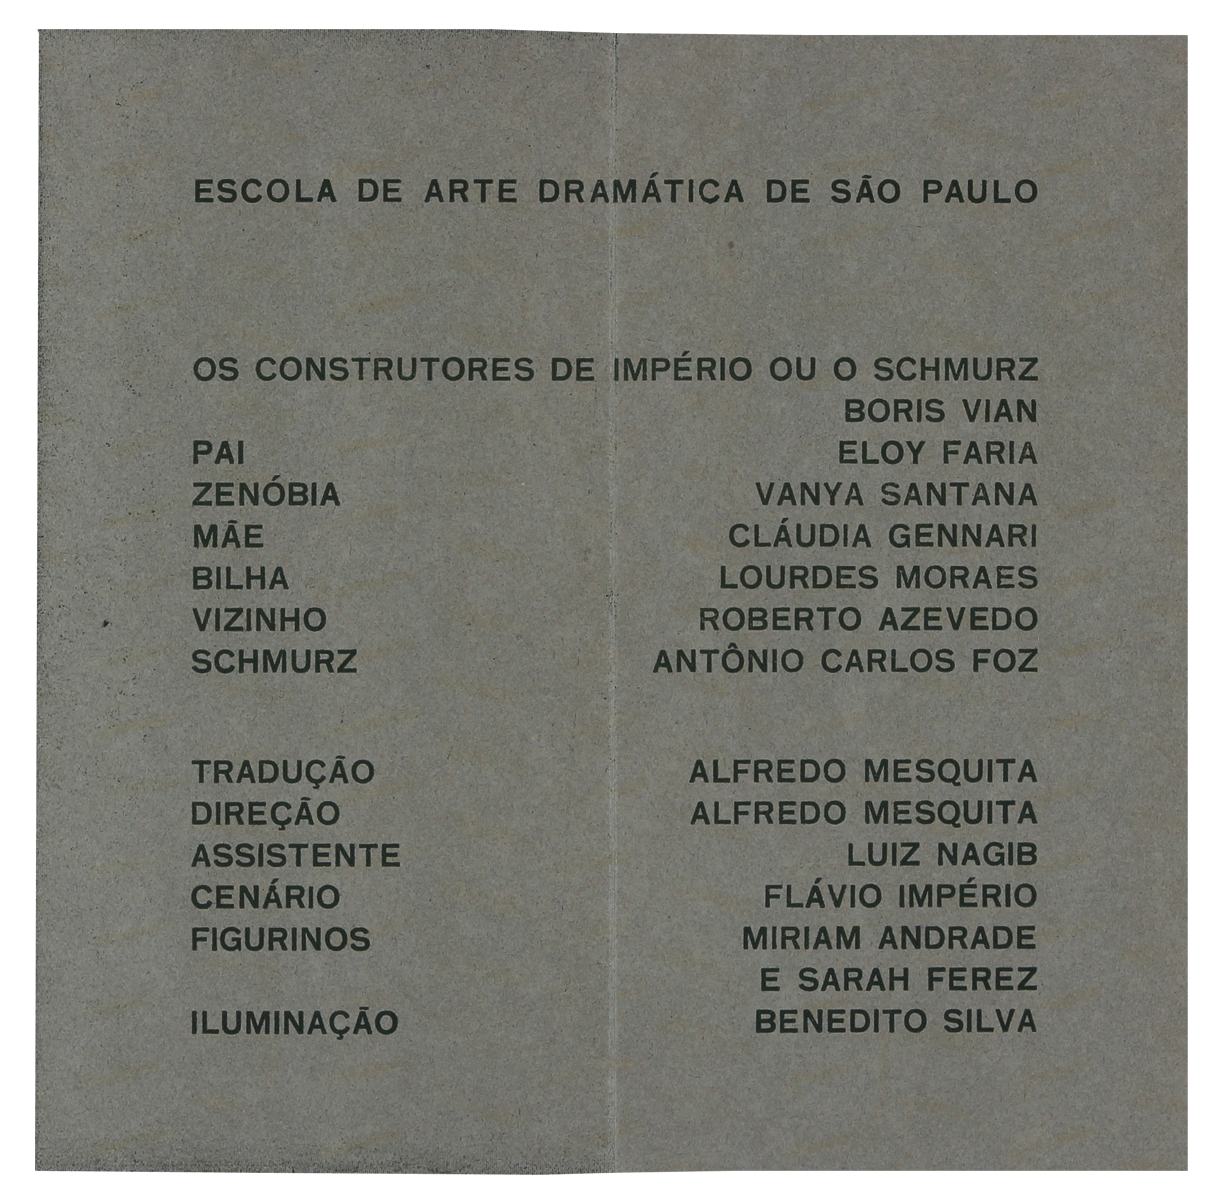 ESCOLA DE ARTE DRAMÁTICA DE SÃO PAULO
OS CONSTRUTORES DE IMPÉRIO OU O SCHMURZ
BORIS VIAN
PAI ELOY FARIA
ZENÓBIA VANYA SANTANA
MÃE CLÁUDIA GENNARI
BILHA LOURDES MORAES
VIZINHO ROBERTO AZEVEDO
SCHMURZ ANTÔNIO CARLOS FOZ
TRADUÇÃO ALFREDO MESQUITA
DIREÇÃO ALFREDO MESQUITA
ASSISTENTE LUIZ NAGIB
CENÁRIO FLÁVIO IMPÉRIO
FIGURINOS MIRIAM ANDRADE
E SARAH FEREZ
ILUMINAÇÃO BENEDITO SILVA